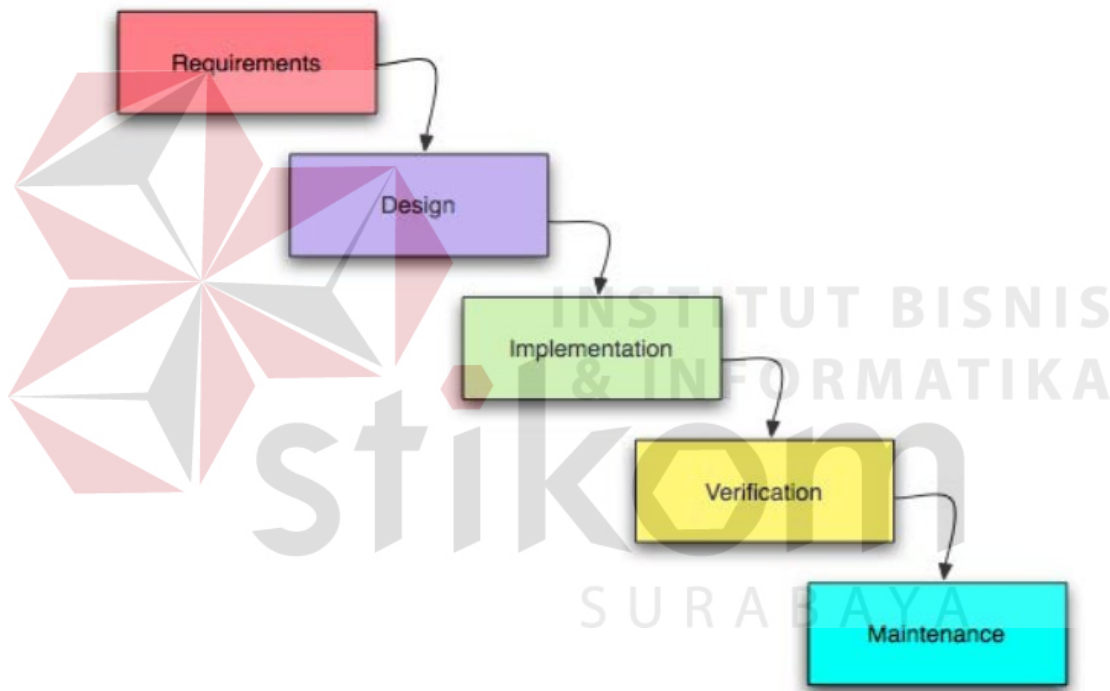 Requirements
Design
INSTITUT BISNIS
Implementation
& INFORMATIKA
stikom
Verification
SURABAYA
Maintenance